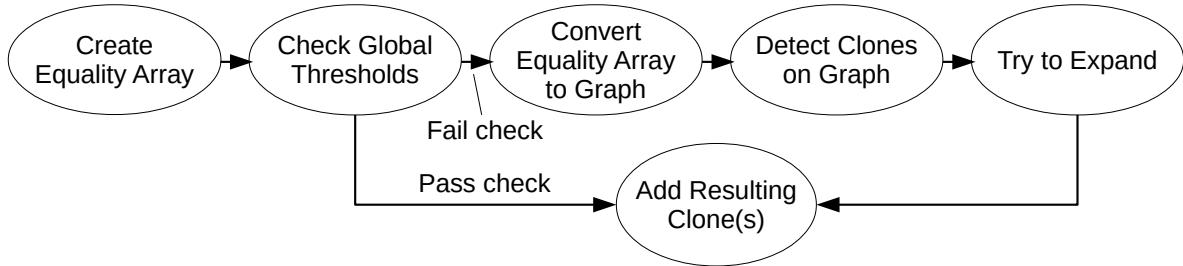 Create
Equality Array
Check Global
Thresholds
Convert
Equality Array
to Graph
Detect Clones
on Graph
Try to Expand
Fail check
Pass check
Add Resulting
Clone(s)